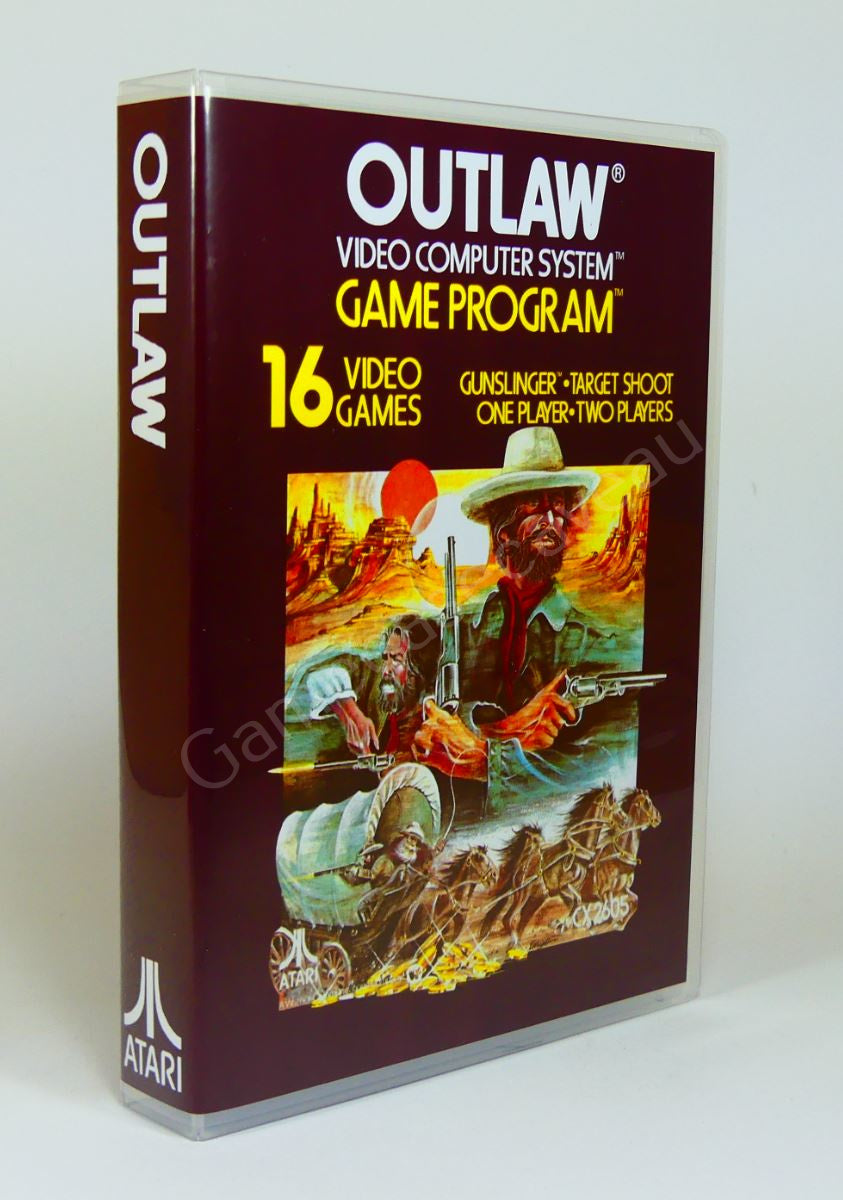 OUTLAW
ATARI
OUTLAW®
VIDEO COMPUTER SYSTEM™
GAME PROGRAM™
16 VIDEO GAMES
GUNSLINGER™•TARGET SHOOT
ONE PLAYER•TWO PLAYERS
CX2605
ATARI